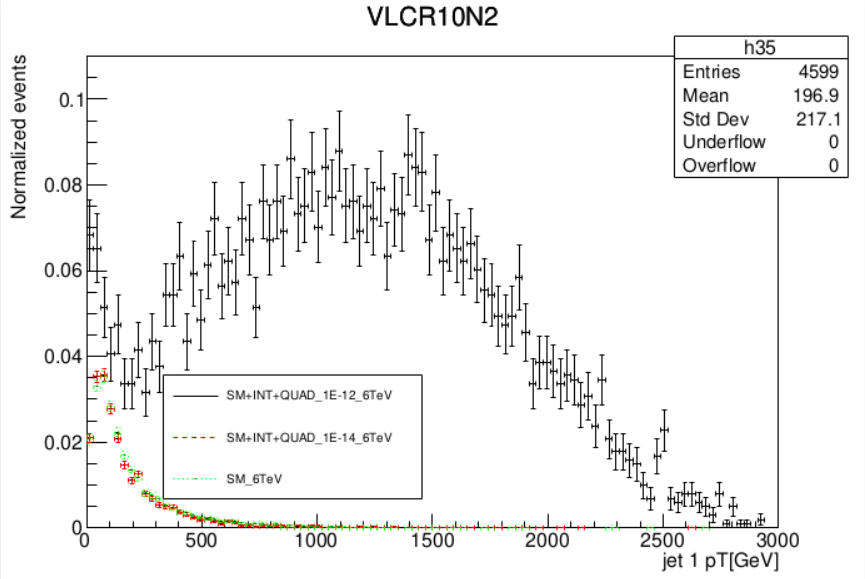 VLCR10N2
h35
Entries 4599
Mean 196.9
Std Dev 217.1
Underflow 0
Overflow 0
Normalized events
0.1
0.08
0.06
0.04
0.02
0
SM+INT+QUAD_1E-12_6TeV
SM+INT+QUAD_1E-14_6TeV
SM_6TeV
0 500 1000 1500 2000 2500 3000
jet 1 pT[GeV]